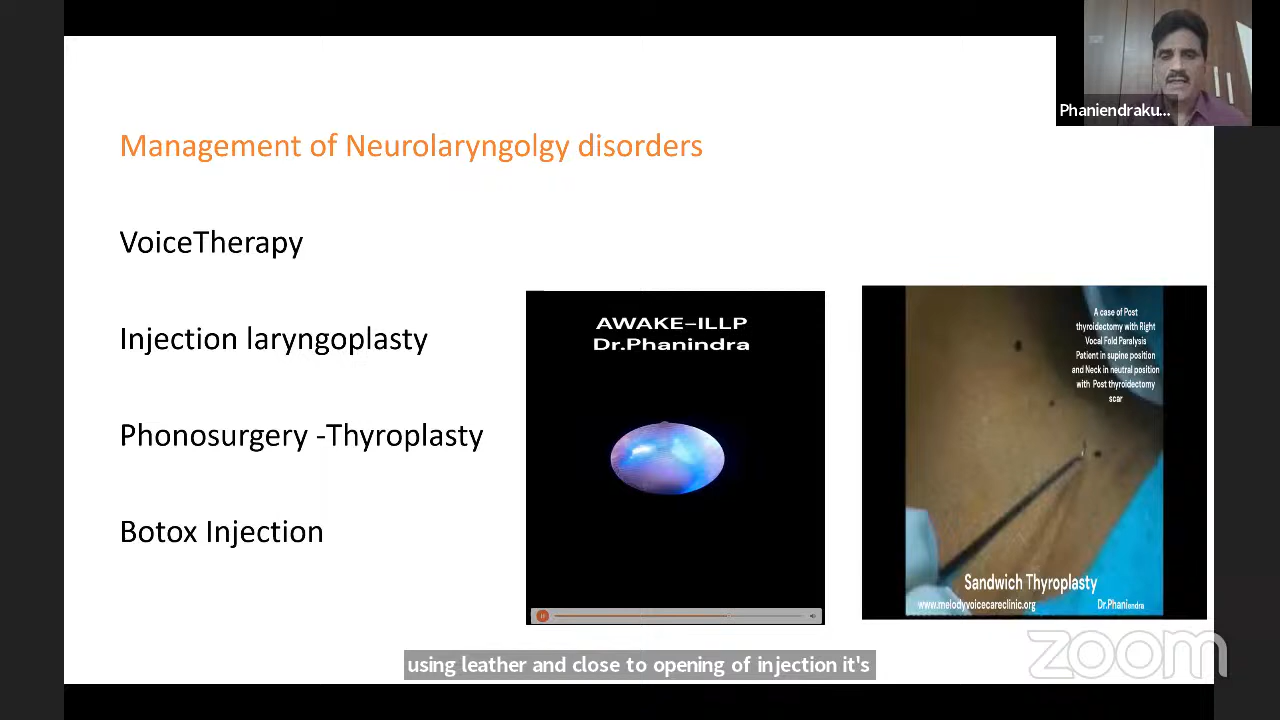 Phaniendraku...
Management of Neurolaryngolgy disorders
VoiceTherapy
Injection laryngoplasty
Phonosurgery -Thyroplasty
Botox Injection
AWAKE-ILLP
Dr.Phanindra
A case of Post
thyroidectomy with Right
Vocal Fold Paralysis
Patient in supine position
and Neck in neutral position
with Post thyroidectomy
scar
Sandwich Thyroplasty
www.melodyvoicecareclinic.org
Dr.Phaniendra
using leather and close to opening of injection it's
zoom